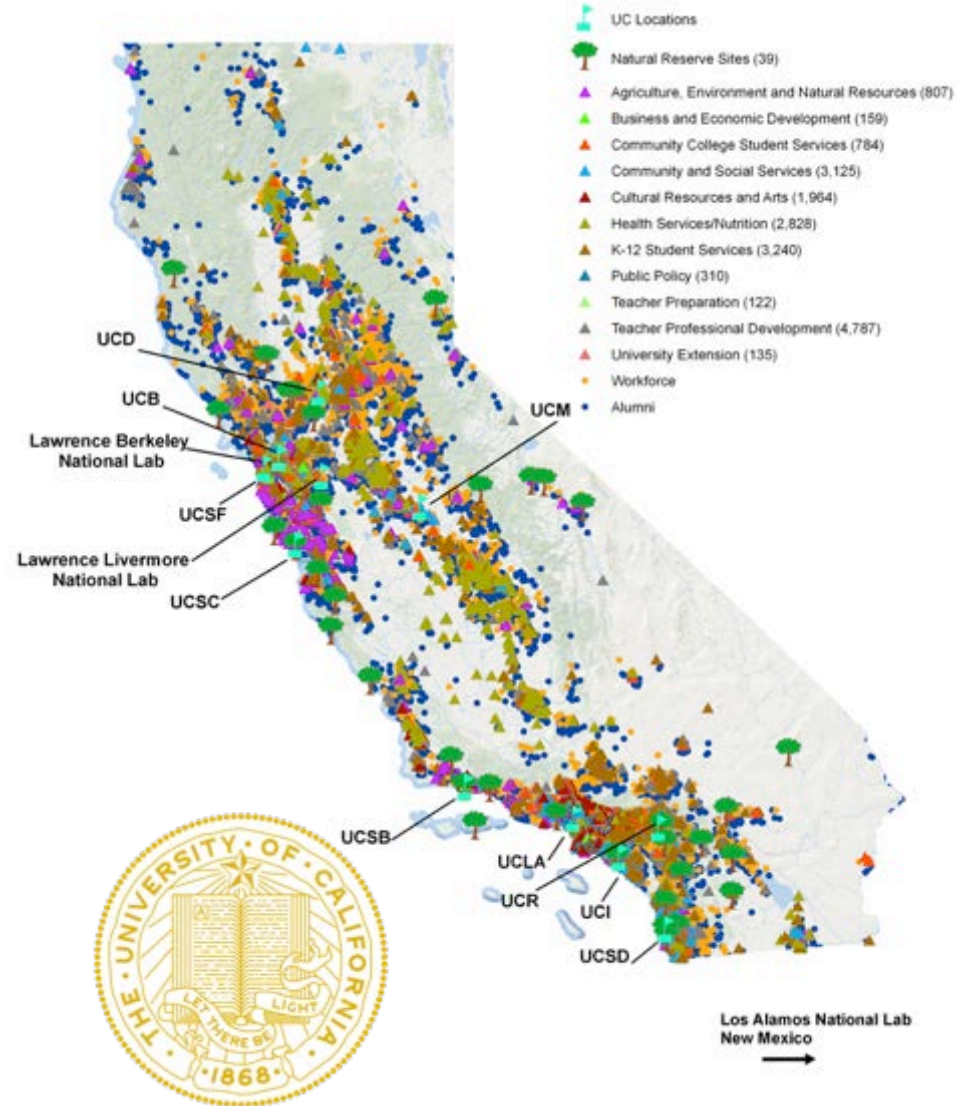 UC Locations
Natural Reserve Sites (39)
Agriculture, Environment and Natural Resources (807)
Business and Economic Development (159)
Community College Student Services (784)
Community and Social Services (3,125)
Cultural Resources and Arts (1,964)
Health Services/Nutrition (2,828)
K-12 Student Services (3,240)
Public Policy (310)
Teacher Preparation (122)
Teacher Professional Development (4,787)
University Extension (135)
Workforce
Alumni
UCD
UCB
UCM
Lawrence Berkeley
National Lab
UCSF
Lawrence Livermore
National Lab
UCSC
UCSB
UCLA
UCR
UCI
UCSD
THE · UNIVERSITY · OF · CALIFORNIA
A
LET THERE BE
LIGHT
· 1868 ·
Los Alamos National Lab
New Mexico